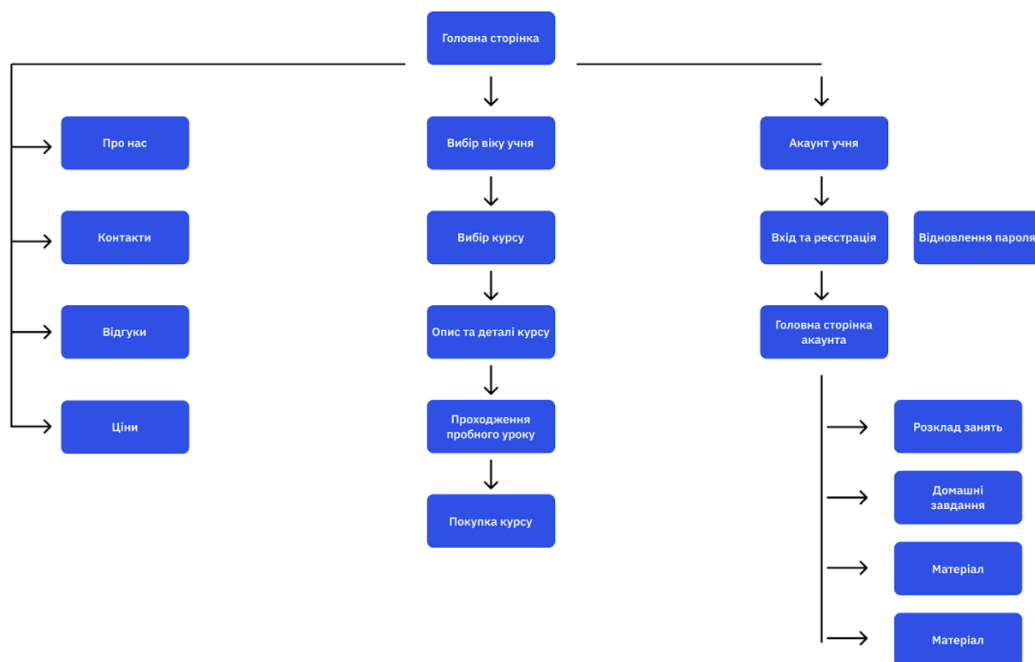 Головна сторінка
Про нас
Вибір віку учня
Акаунт учня
Контакти
Вибір курсу
Вхід та реєстрація
Відновлення пароля
Відгуки
Опис та деталі курсу
Головна сторінка
акаунта
Ціни
Проходження
пробного уроку
Розклад занять
Домашні
завдання
Покупка курсу
Матеріал
Матеріал